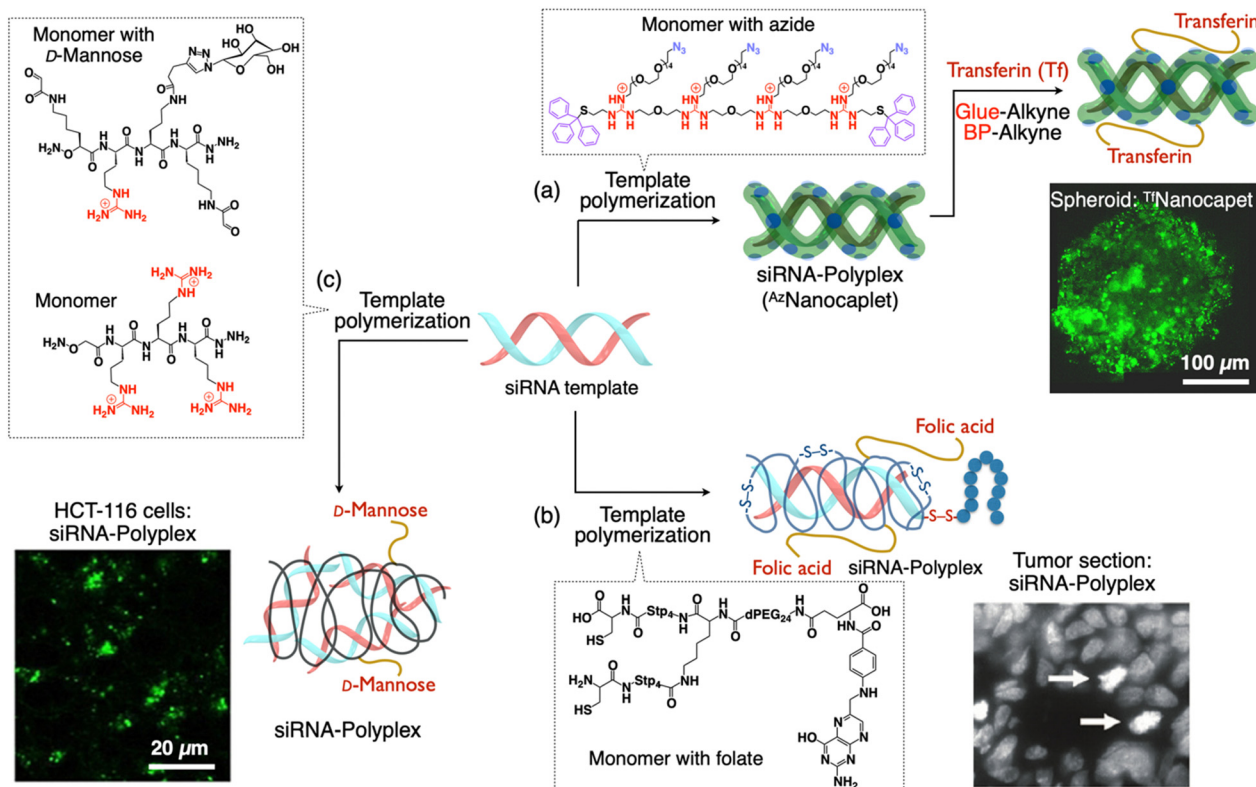 Monomer with
D-Mannose
Monomer
(c)
Template
polymerization
Monomer with azide
(a)
Template
polymerization
siRNA-Polyplex
(AzNanocaplet)
Transferin (Tf)
Glue-Alkyne
BP-Alkyne
Transferin
Transferin
Spheroid: TfNanocapet
100 µm
siRNA template
(b)
Template
polymerization
Folic acid
-S-S-
-S-S-
-S-S-
-S-S-
Folic acid
siRNA-Polyplex
Monomer with folate
Stp4
dPEG24
Stp4
Tumor section:
siRNA-Polyplex
HCT-116 cells:
siRNA-Polyplex
20 µm
D-Mannose
D-Mannose
siRNA-Polyplex